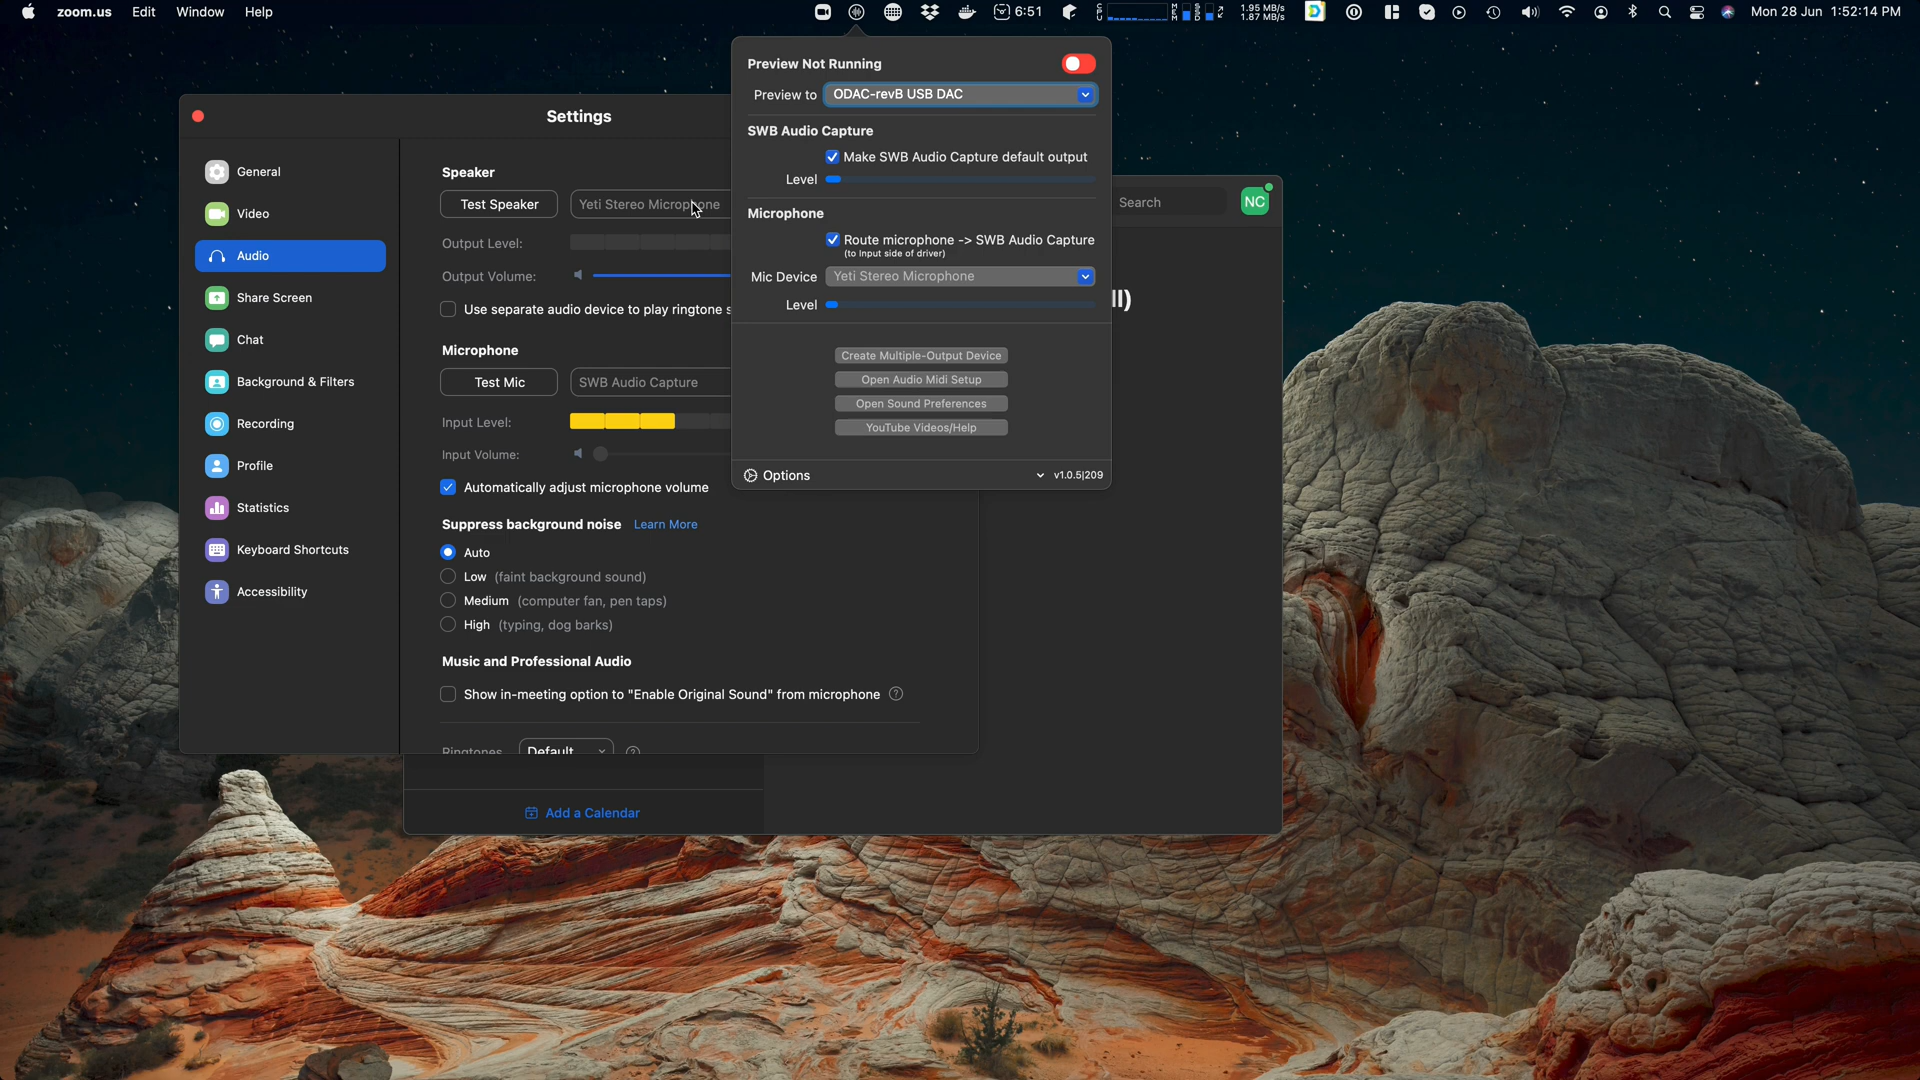 zoom.us Edit Window Help
6:51
CPU
MEM
SSD
1.95 MB/s
1.87 MB/s
Mon 28 Jun 1:52:14 PM
Settings
General
Video
Audio
Share Screen
Chat
Background & Filters
Recording
Profile
Statistics
Keyboard Shortcuts
Accessibility
Speaker
Test Speaker
Yeti Stereo Microphone
Output Level:
Output Volume:
Use separate audio device to play ringtone s
Microphone
Test Mic
SWB Audio Capture
Input Level:
Input Volume:
Automatically adjust microphone volume
Suppress background noise Learn More
Auto
Low (faint background sound)
Medium (computer fan, pen taps)
High (typing, dog barks)
Music and Professional Audio
Show in-meeting option to "Enable Original Sound" from microphone ?
Ringtones Default ?
Add a Calendar
Preview Not Running
Preview to ODAC-revB USB DAC
SWB Audio Capture
Make SWB Audio Capture default output
Level
Microphone
Route microphone -> SWB Audio Capture
(to input side of driver)
Mic Device Yeti Stereo Microphone
Level
Create Multiple-Output Device
Open Audio Midi Setup
Open Sound Preferences
YouTube Videos/Help
Options
v1.0.5|209
Search
NC
ll)